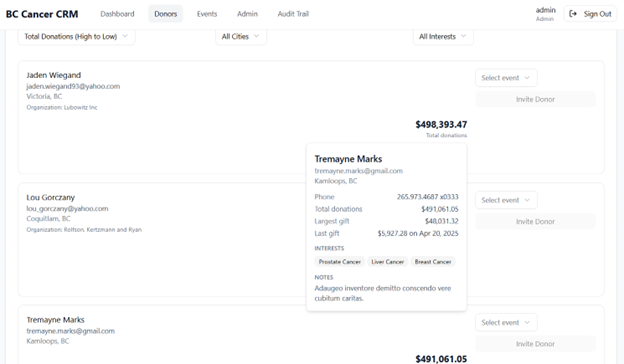 BC Cancer CRM Dashboard Donors Events Admin Audit Trail admin Sign Out
Admin
Total Donations (High to Low) All Cities All Interests
Jaden Wiegand
jaden.wiegand93@yahoo.com
Victoria, BC
Organization: Lubowitz Inc
Select event
Invite Donor
$498,393.47
Total donations
Lou Gorczany
lou_gorczany@yahoo.com
Coquitlam, BC
Organization: Rolfson, Kertzmann and Ryan
Select event
Invite Donor
Tremayne Marks
tremayne.marks@gmail.com
Kamloops, BC
Phone 265.973.4687 x0333
Total donations $491,061.05
Largest gift $48,031.32
Last gift $5,927.28 on Apr 20, 2025
INTERESTS
Prostate Cancer Liver Cancer Breast Cancer
NOTES
Adaugeo inventore demitto conscendo vere
cubitum caritas.
Tremayne Marks
tremayne.marks@gmail.com
Kamloops, BC
Select event
Invite Donor
$491,061.05